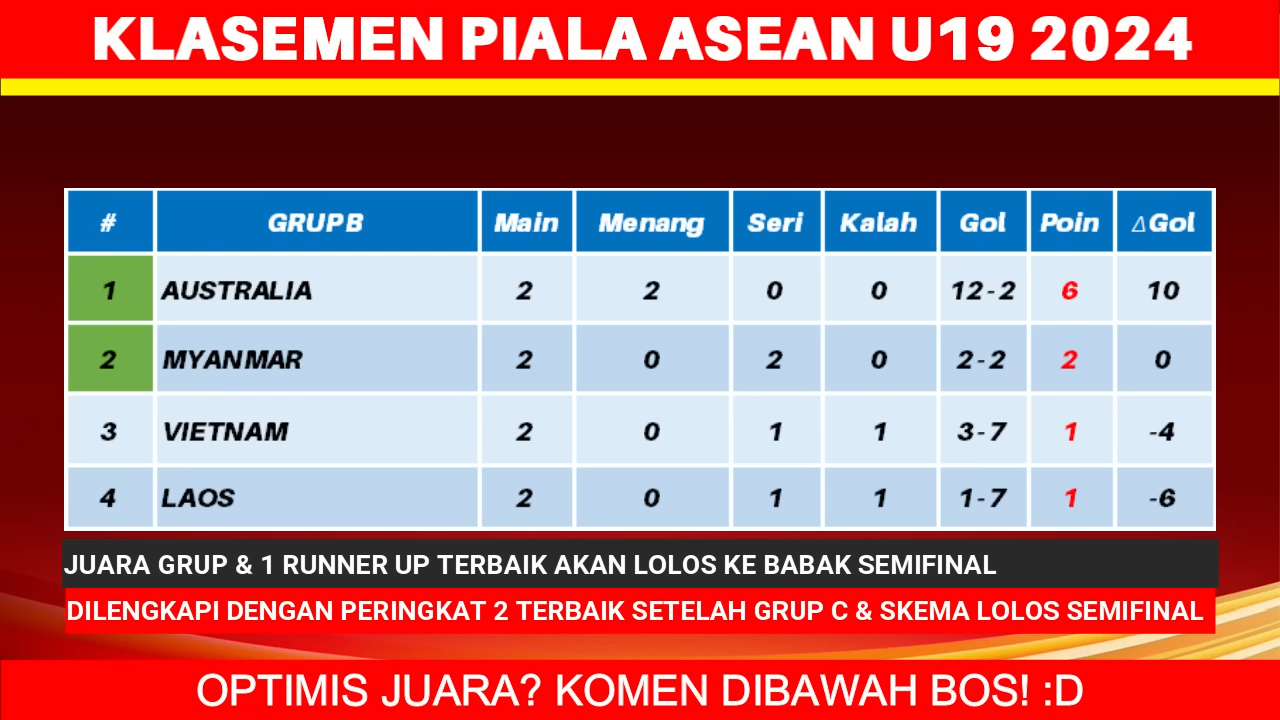 KLASEMEN PIALA ASEAN U19 2024
# GRUP B Main Menang Seri Kalah Gol Poin △Gol
1 AUSTRALIA 2 2 0 0 12-2 6 10
2 MYANMAR 2 0 2 0 2-2 2 0
3 VIETNAM 2 0 1 1 3-7 1 -4
4 LAOS 2 0 1 1 1-7 1 -6
JUARA GRUP & 1 RUNNER UP TERBAIK AKAN LOLOS KE BABAK SEMIFINAL
DILENGKAPI DENGAN PERINGKAT 2 TERBAIK SETELAH GRUP C & SKEMA LOLOS SEMIFINAL
OPTIMIS JUARA? KOMEN DIBAWAH BOS! :D